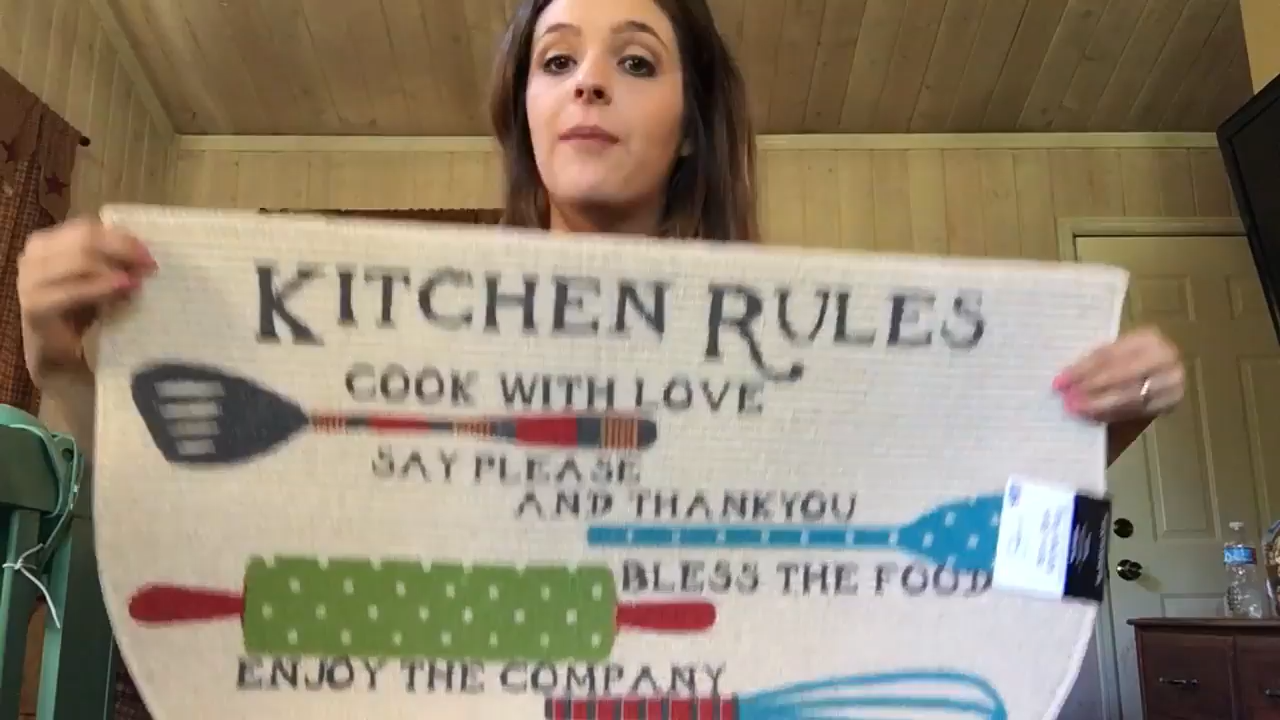 KITCHEN RULES
COOK WITH LOVE
SAY PLEASE
AND THANKYOU
BLESS THE FOOD
ENJOY THE COMPANY